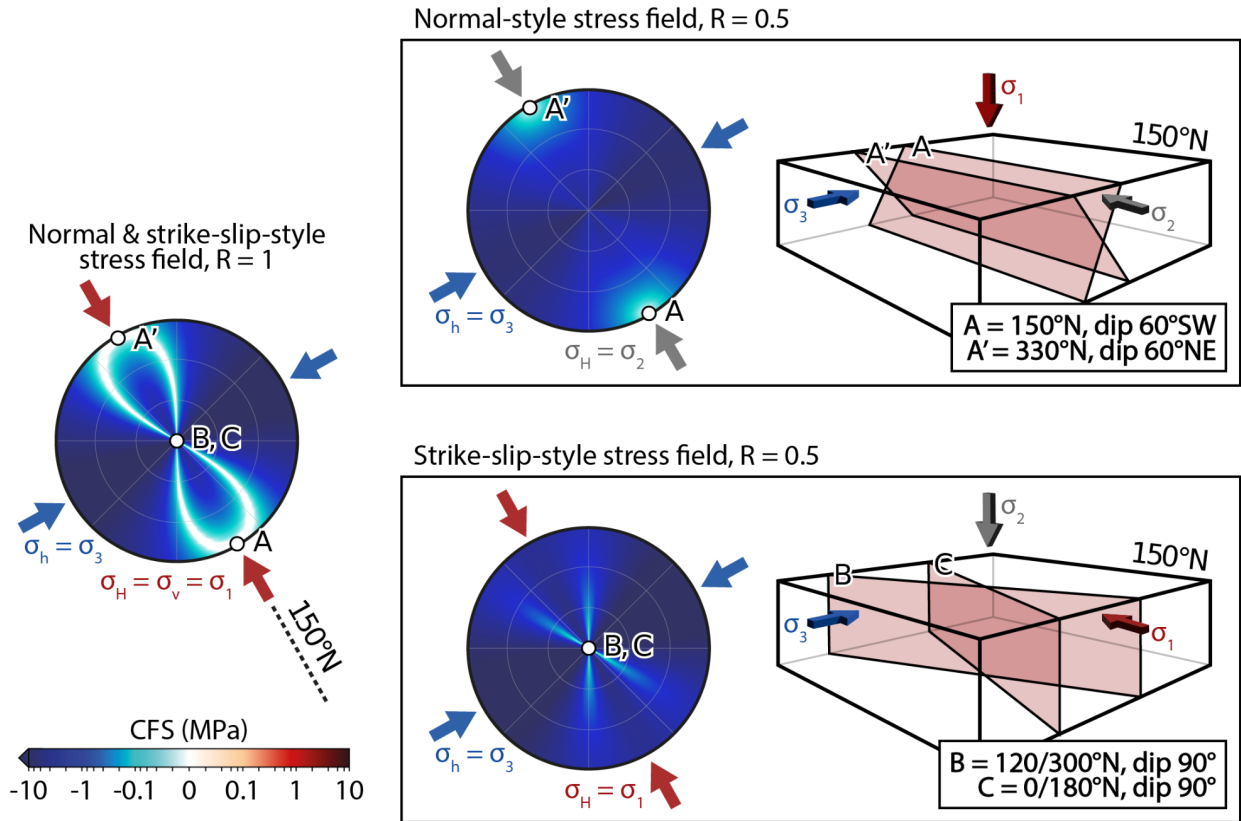 Normal-style stress field, R = 0.5
A'
A
σH = σ2
σh = σ3
σ1
150°N
A'
A
σ3
σ2
A = 150°N, dip 60°SW
A' = 330°N, dip 60°NE
Normal & strike-slip-style
stress field, R = 1
A'
B, C
A
σh = σ3
σH = σv = σ1
150°N
CFS (MPa)
-10 -1 -0.1 0 0.1 1 10
Strike-slip-style stress field, R = 0.5
B, C
σh = σ3
σH = σ1
σ2
150°N
B
C
σ3
σ1
B = 120/300°N, dip 90°
C = 0/180°N, dip 90°